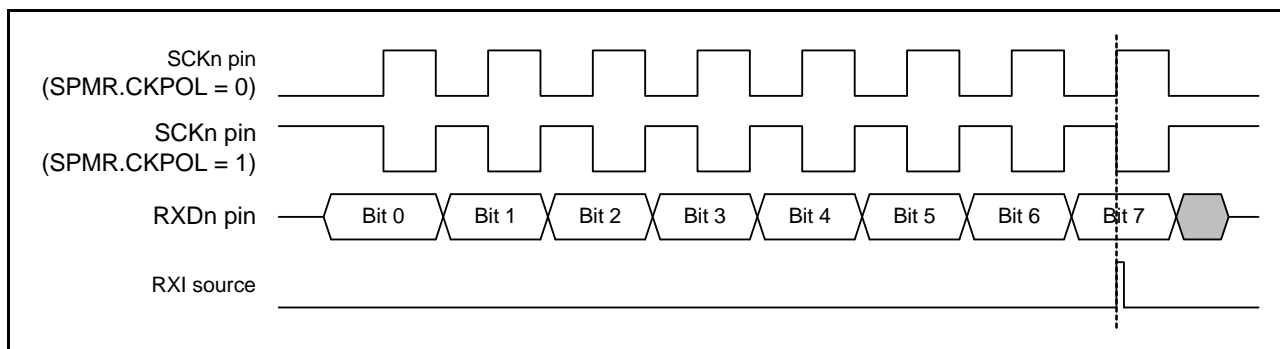 SCKn pin
(SPMR.CKPOL = 0)
SCKn pin
(SPMR.CKPOL = 1)
RXDn pin
Bit 0 Bit 1 Bit 2 Bit 3 Bit 4 Bit 5 Bit 6 Bit 7
RXI source